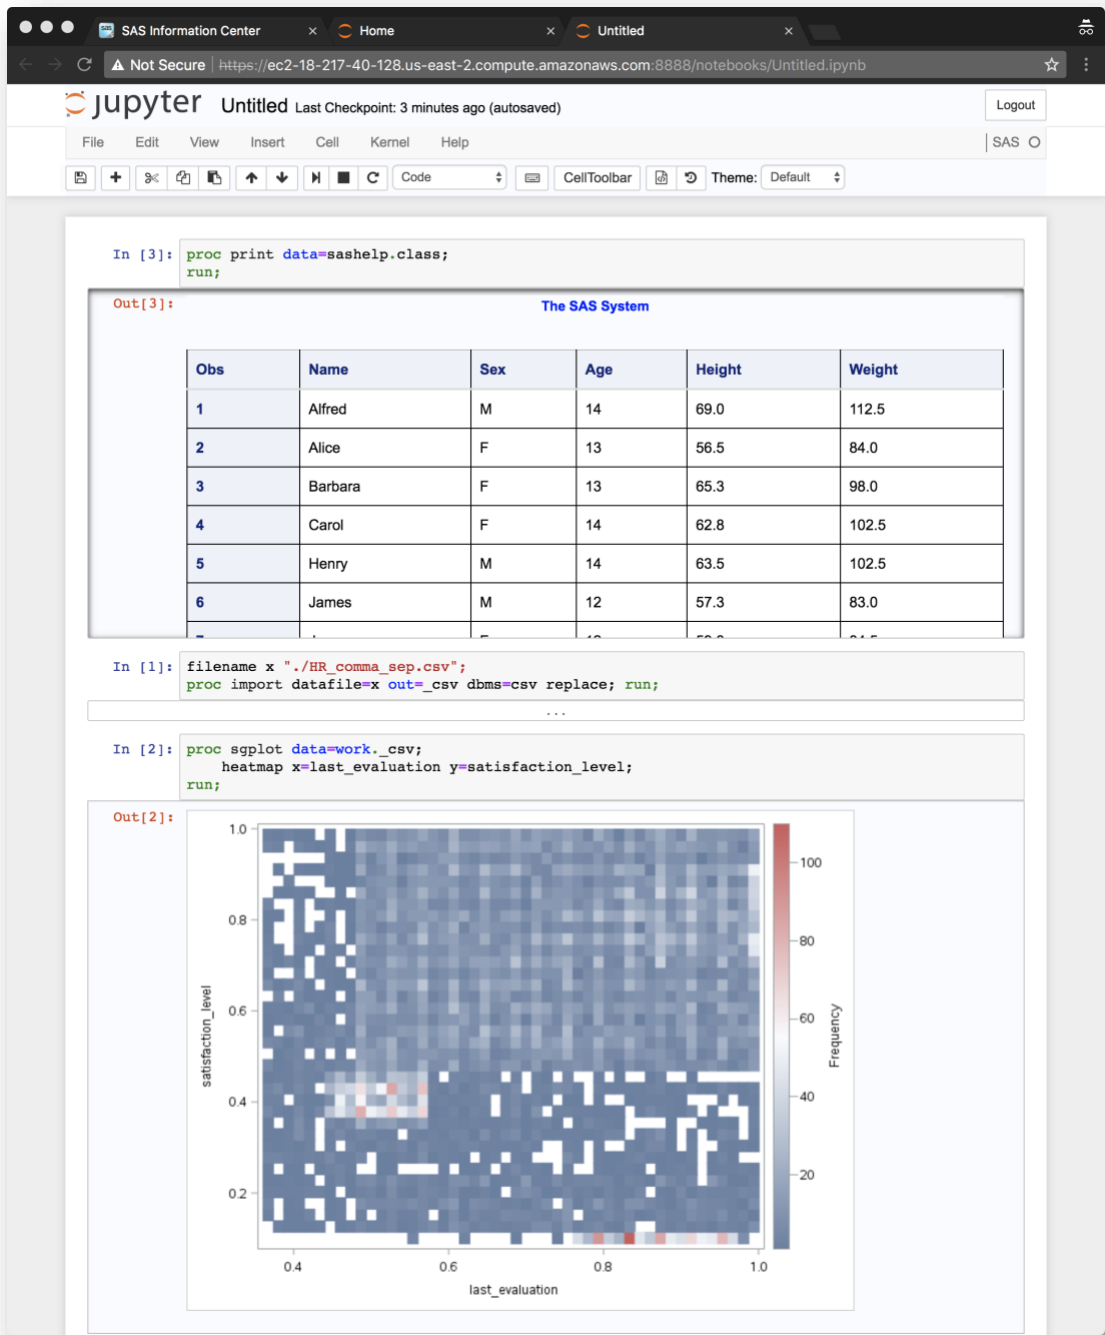 SAS Information Center
Home
Untitled
Not Secure https://ec2-18-217-40-128.us-east-2.compute.amazonaws.com:8888/notebooks/Untitled.ipynb
jupyter Untitled Last Checkpoint: 3 minutes ago (autosaved) Logout
File Edit View Insert Cell Kernel Help SAS
Code CellToolbar Theme: Default
In [3]: proc print data=sashelp.class;
run;
Out[3]: The SAS System
Obs Name Sex Age Height Weight
1 Alfred M 14 69.0 112.5
2 Alice F 13 56.5 84.0
3 Barbara F 13 65.3 98.0
4 Carol F 14 62.8 102.5
5 Henry M 14 63.5 102.5
6 James M 12 57.3 83.0
In [1]: filename x "./HR_comma_sep.csv";
proc import datafile=x out=_csv dbms=csv replace; run;
...
In [2]: proc sgplot data=work._csv;
heatmap x=last_evaluation y=satisfaction_level;
run;
Out[2]:
1.0
0.8
0.6
0.4
0.2
satisfaction_level
0.4 0.6 0.8 1.0
last_evaluation
100
80
60
40
20
Frequency